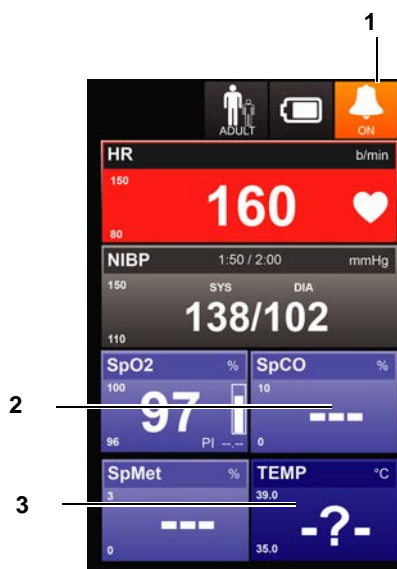 1
ADULT
ON
HR b/min
150
160
80
NIBP 1:50 / 2:00 mmHg
150 SYS DIA
138/102
110
SpO2 %
100
97
96 PI --.--
SpCO %
10
---
0
2
SpMet %
3
---
0
TEMP °C
39.0
-?-
35.0
3